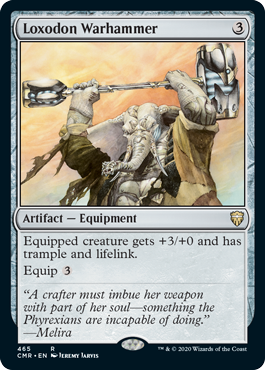 Loxodon Warhammer 3
Artifact — Equipment
Equipped creature gets +3/+0 and has
trample and lifelink.
Equip 3
“A crafter must imbue her weapon
with part of her soul—something the
Phyrexians are incapable of doing.”
—Melira
465 R
CMR • EN JEREMY JARVIS
™ & © 2020 Wizards of the Coast